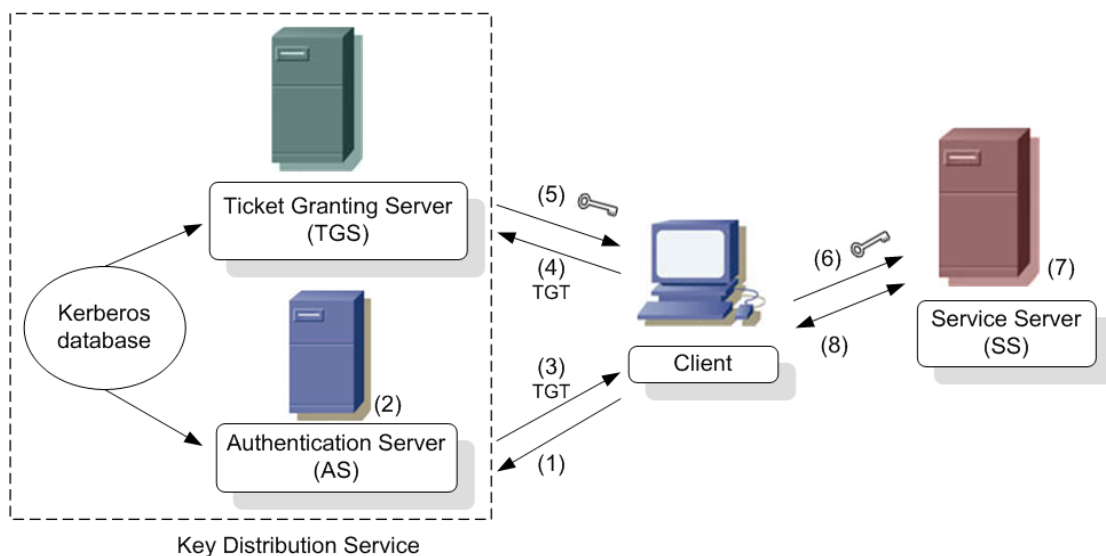 Ticket Granting Server
(TGS)
Kerberos
database
(2)
Authentication Server
(AS)
Key Distribution Service
(5)
(4)
TGT
(3)
TGT
(1)
Client
(6)
(8)
(7)
Service Server
(SS)